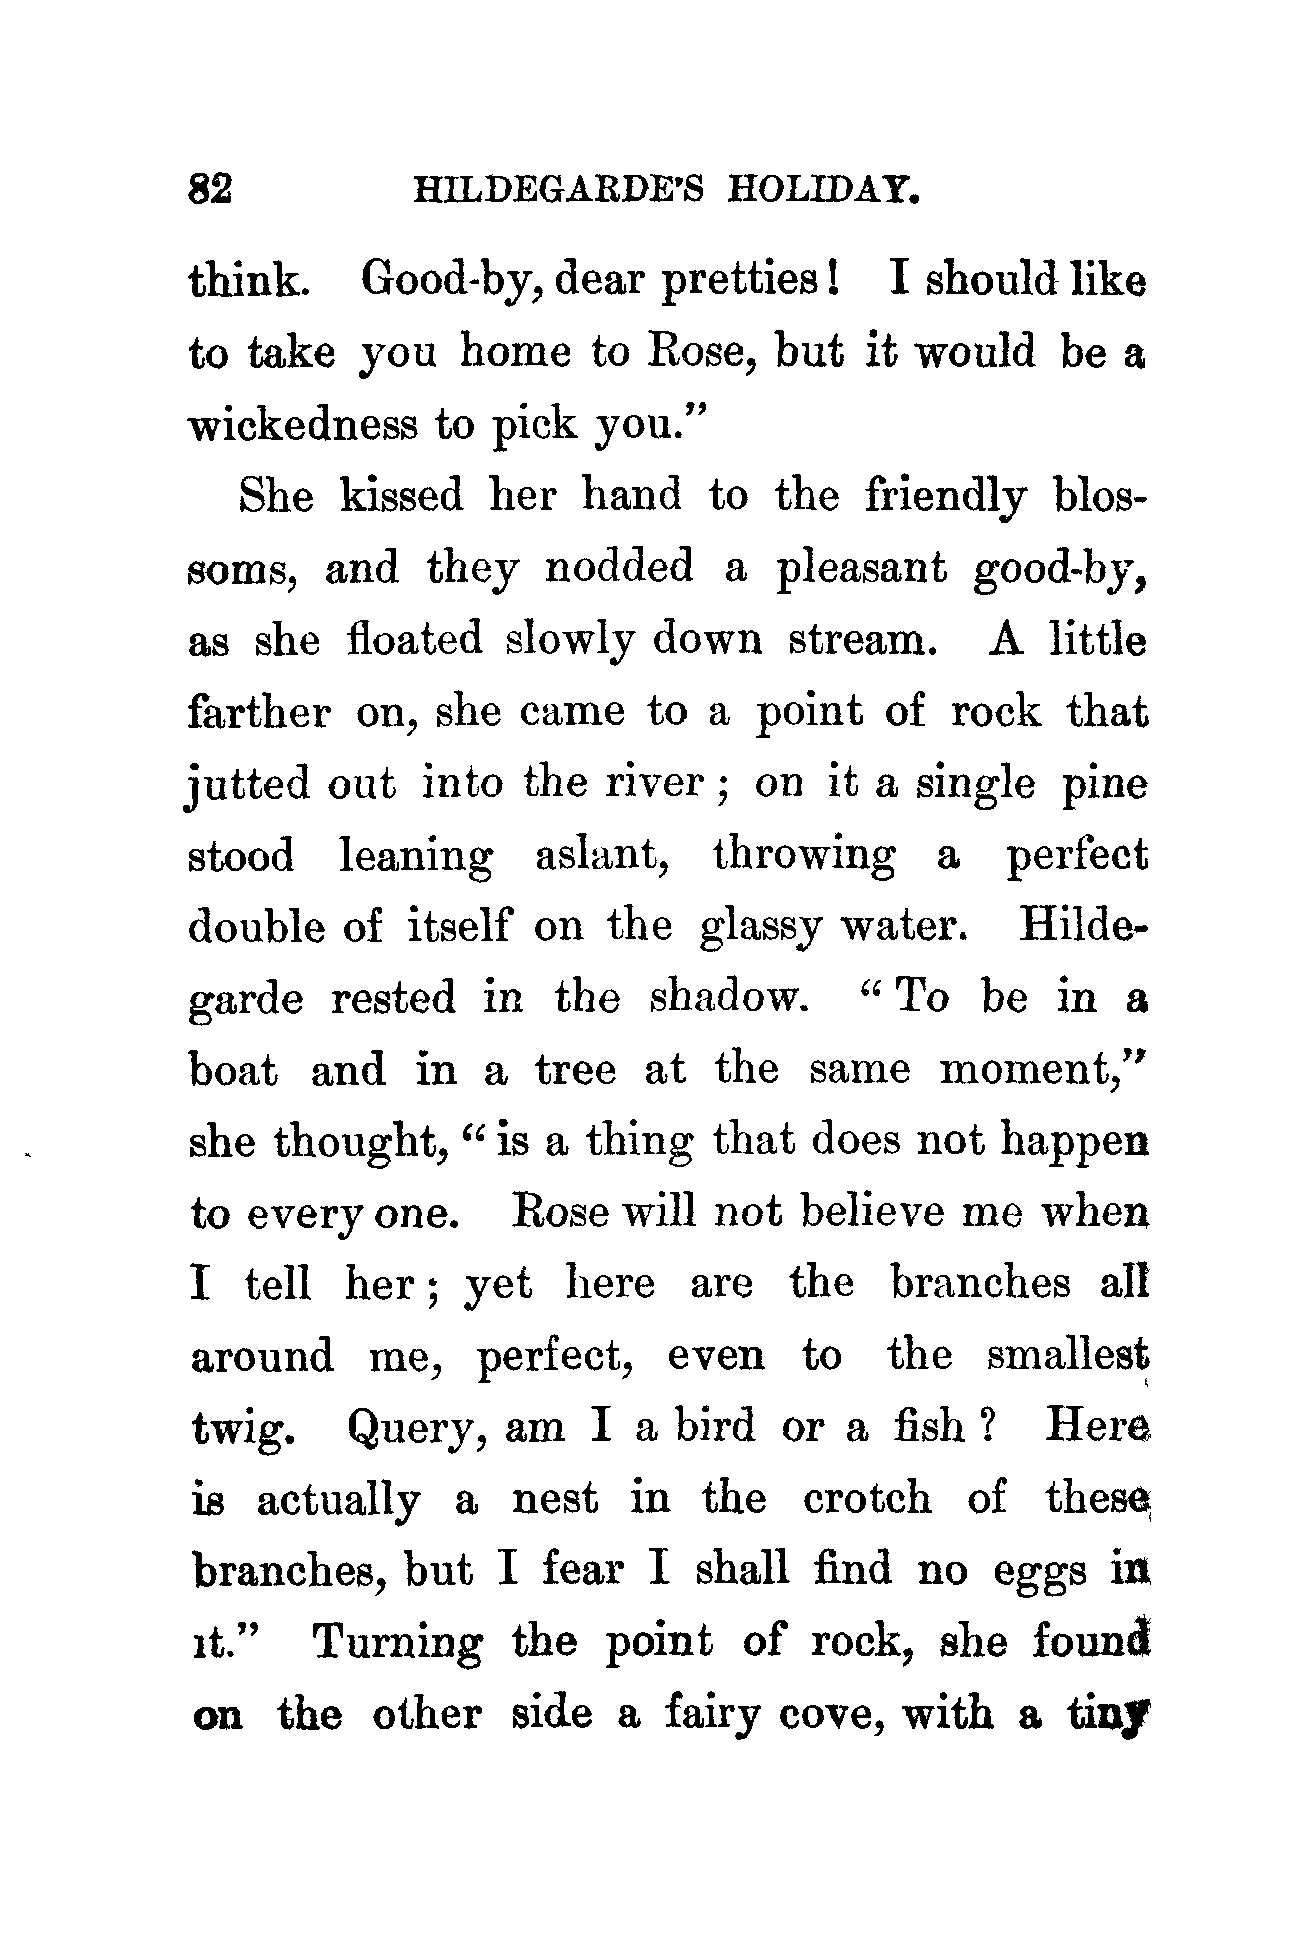 82 HILDEGARDE'S HOLIDAY.
think. Good-by, dear pretties! I should like
to take you home to Rose, but it would be a
wickedness to pick you."
She kissed her hand to the friendly blos-
soms, and they nodded a pleasant good-by,
as she floated slowly down stream. A little
farther on, she came to a point of rock that
jutted out into the river; on it a single pine
stood leaning aslant, throwing a perfect
double of itself on the glassy water. Hilde-
garde rested in the shadow. "To be in a
boat and in a tree at the same moment,"
she thought, "is a thing that does not happen
to every one. Rose will not believe me when
I tell her; yet here are the branches all
around me, perfect, even to the smallest
twig. Query, am I a bird or a fish? Here
is actually a nest in the crotch of these
branches, but I fear I shall find no eggs in
it." Turning the point of rock, she found
on the other side a fairy cove, with a tiny